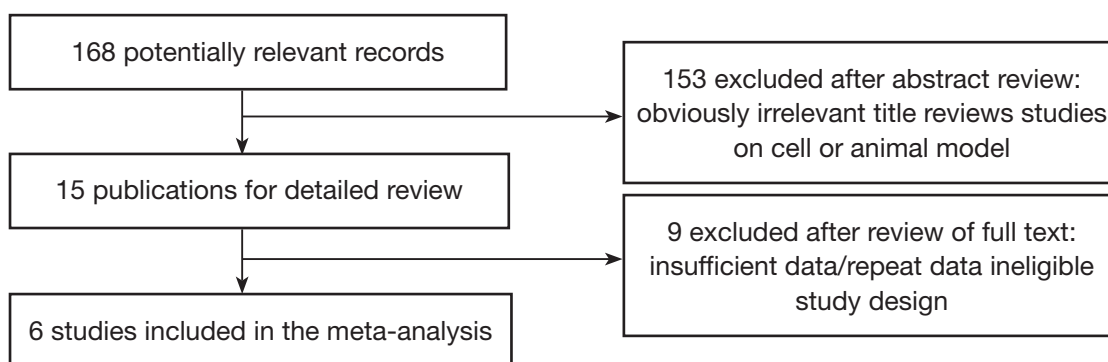 168 potentially relevant records
153 excluded after abstract review:
obviously irrelevant title reviews studies
on cell or animal model
15 publications for detailed review
9 excluded after review of full text:
insufficient data/repeat data ineligible
study design
6 studies included in the meta-analysis